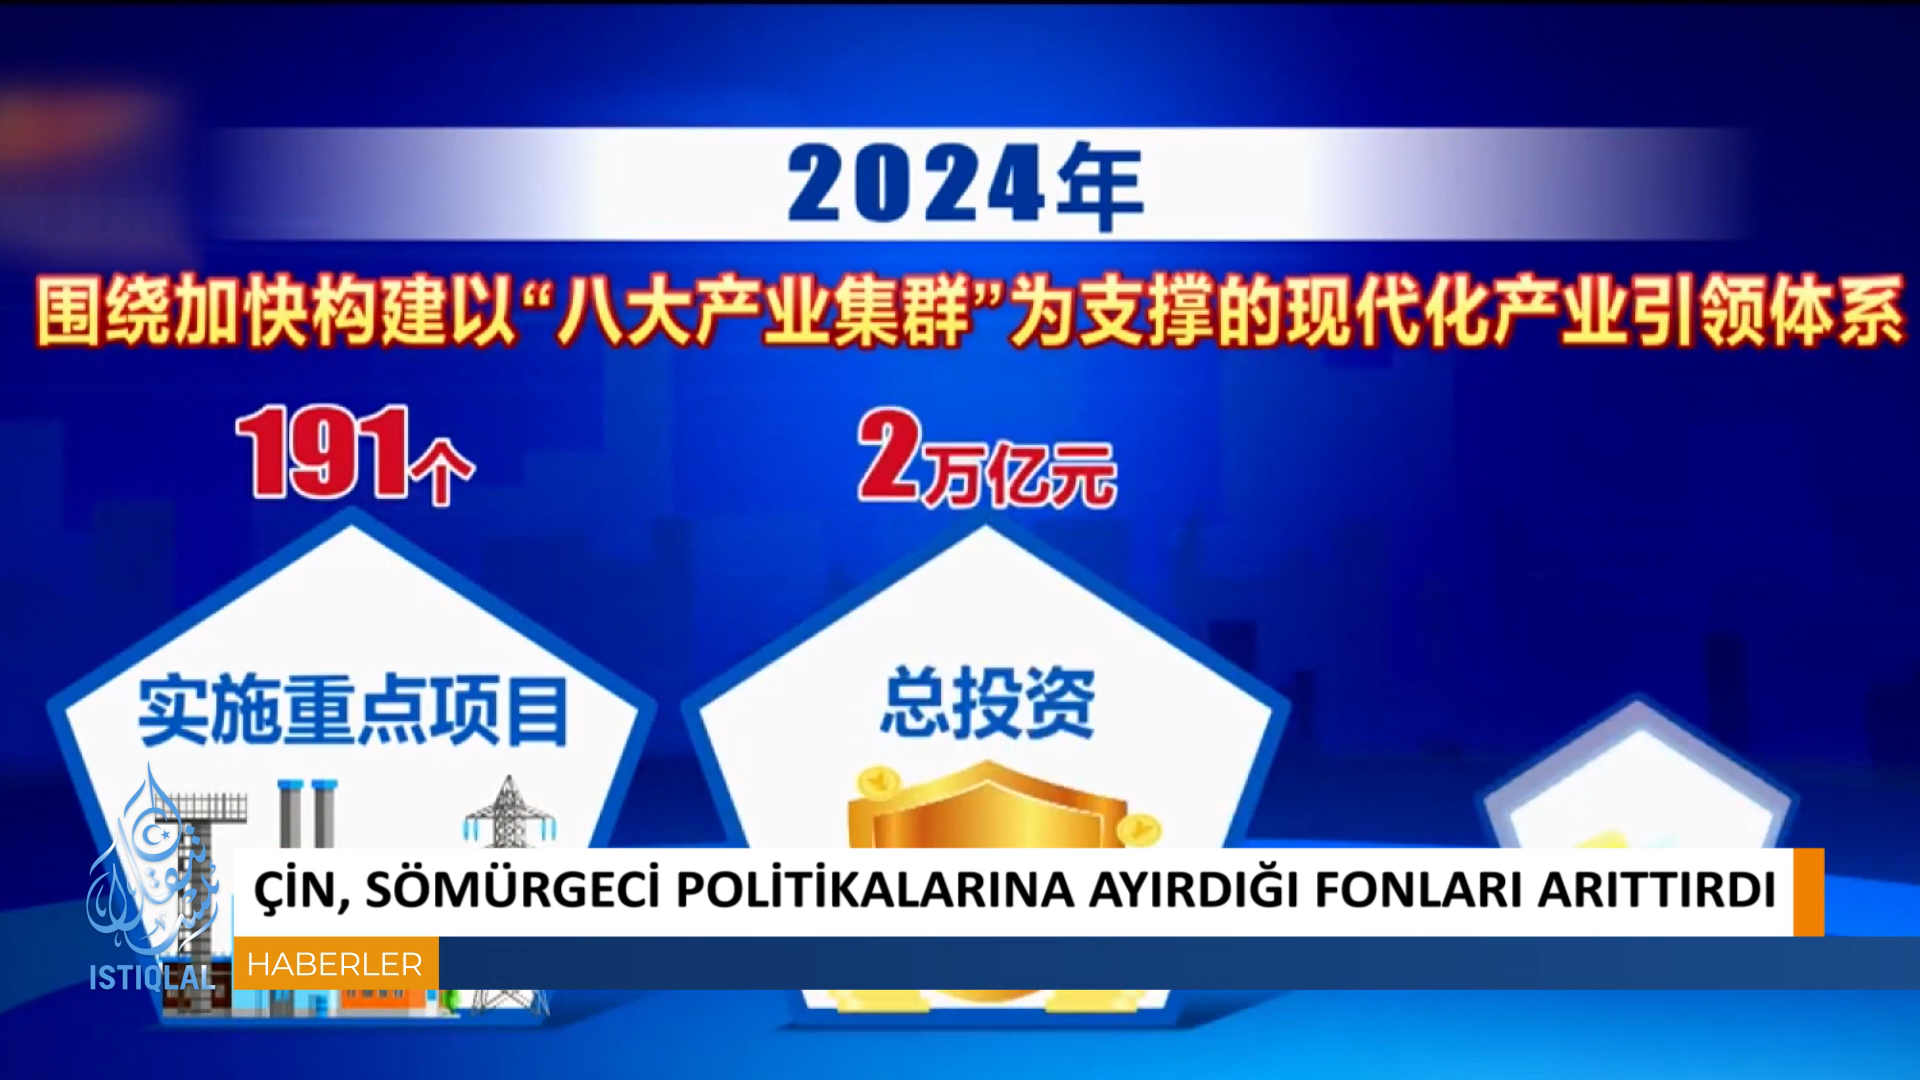 2024年
围绕加快构建以“八大产业集群”为支撑的现代化产业引领体系
191个
2万亿元
实施重点项目
总投资
ÇİN, SÖMÜRGECİ POLİTİKALARINA AYIRDIĞI FONLARI ARITTIRDI
ISTIQLAL
HABERLER